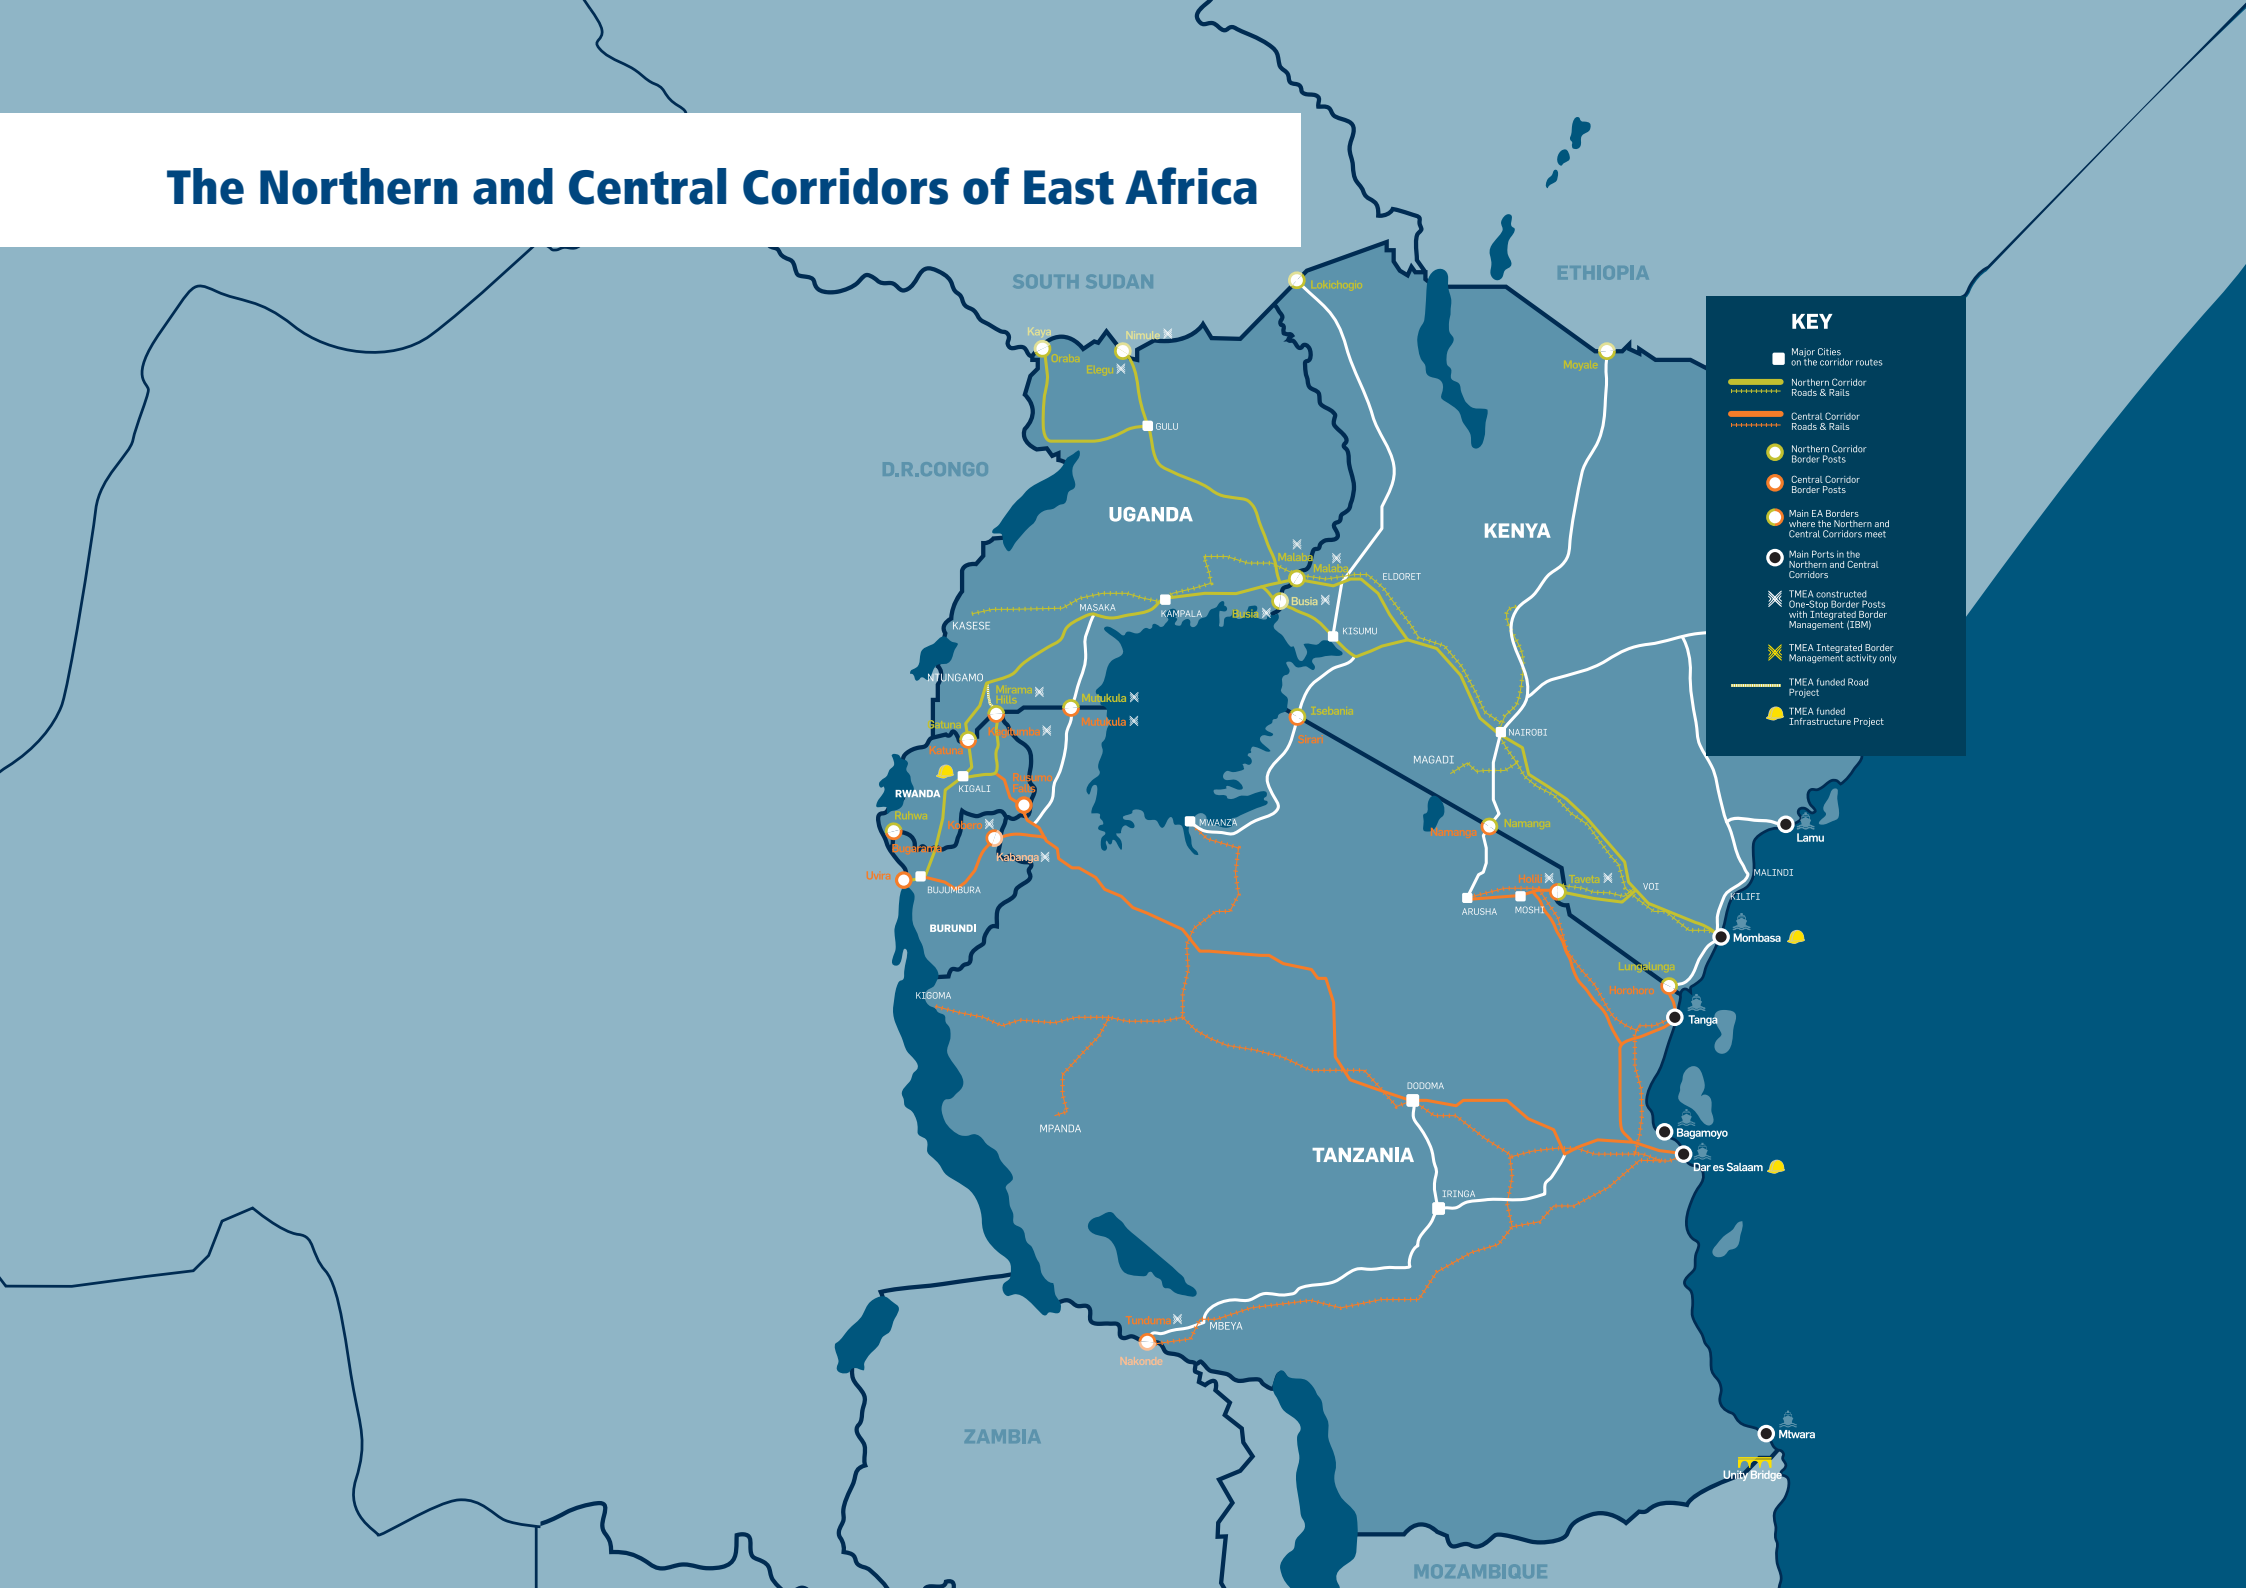 The Northern and Central Corridors of East Africa
SOUTH SUDAN
ETHIOPIA
Lokichogio
KEY
Major Cities
on the corridor routes
Northern Corridor
Roads & Rails
Central Corridor
Roads & Rails
Northern Corridor
Border Posts
Central Corridor
Border Posts
Main EA Borders
where the Northern and
Central Corridors meet
Main Ports in the
Northern and Central
Corridors
TMEA constructed
One-Stop Border Posts
with Integrated Border
Management (IBM)
TMEA Integrated Border
Management activity only
TMEA funded Road
Project
TMEA funded
Infrastructure Project
Kaya
Oraba
Nimule
Elegu
Moyale
GULU
D.R.CONGO
UGANDA
KENYA
Malaba
Malaba
ELDORET
MASAKA
KAMPALA
Busia
Busia
KASESE
KISUMU
NTUNGAMO
Mirama
Hills
Mutukula
Mutukula
Isebania
Sirari
Gatuna
Katuna
Kagitumba
NAIROBI
MAGADI
KIGALI
Rusumo
Falls
RWANDA
Ruhwa
Bugarama
Kobero
Kabanga
MWANZA
Namanga
Namanga
Lamu
Uvira
BUJUMBURA
BURUNDI
Holili
Taveta
ARUSHA
MOSHI
VOI
MALINDI
KILIFI
Mombasa
Lungalunga
Horohoro
Tanga
KIGOMA
MPANDA
DODOMA
TANZANIA
Bagamoyo
Dar es Salaam
IRINGA
Tunduma
MBEYA
Nakonde
ZAMBIA
Mtwara
Unity Bridge
MOZAMBIQUE